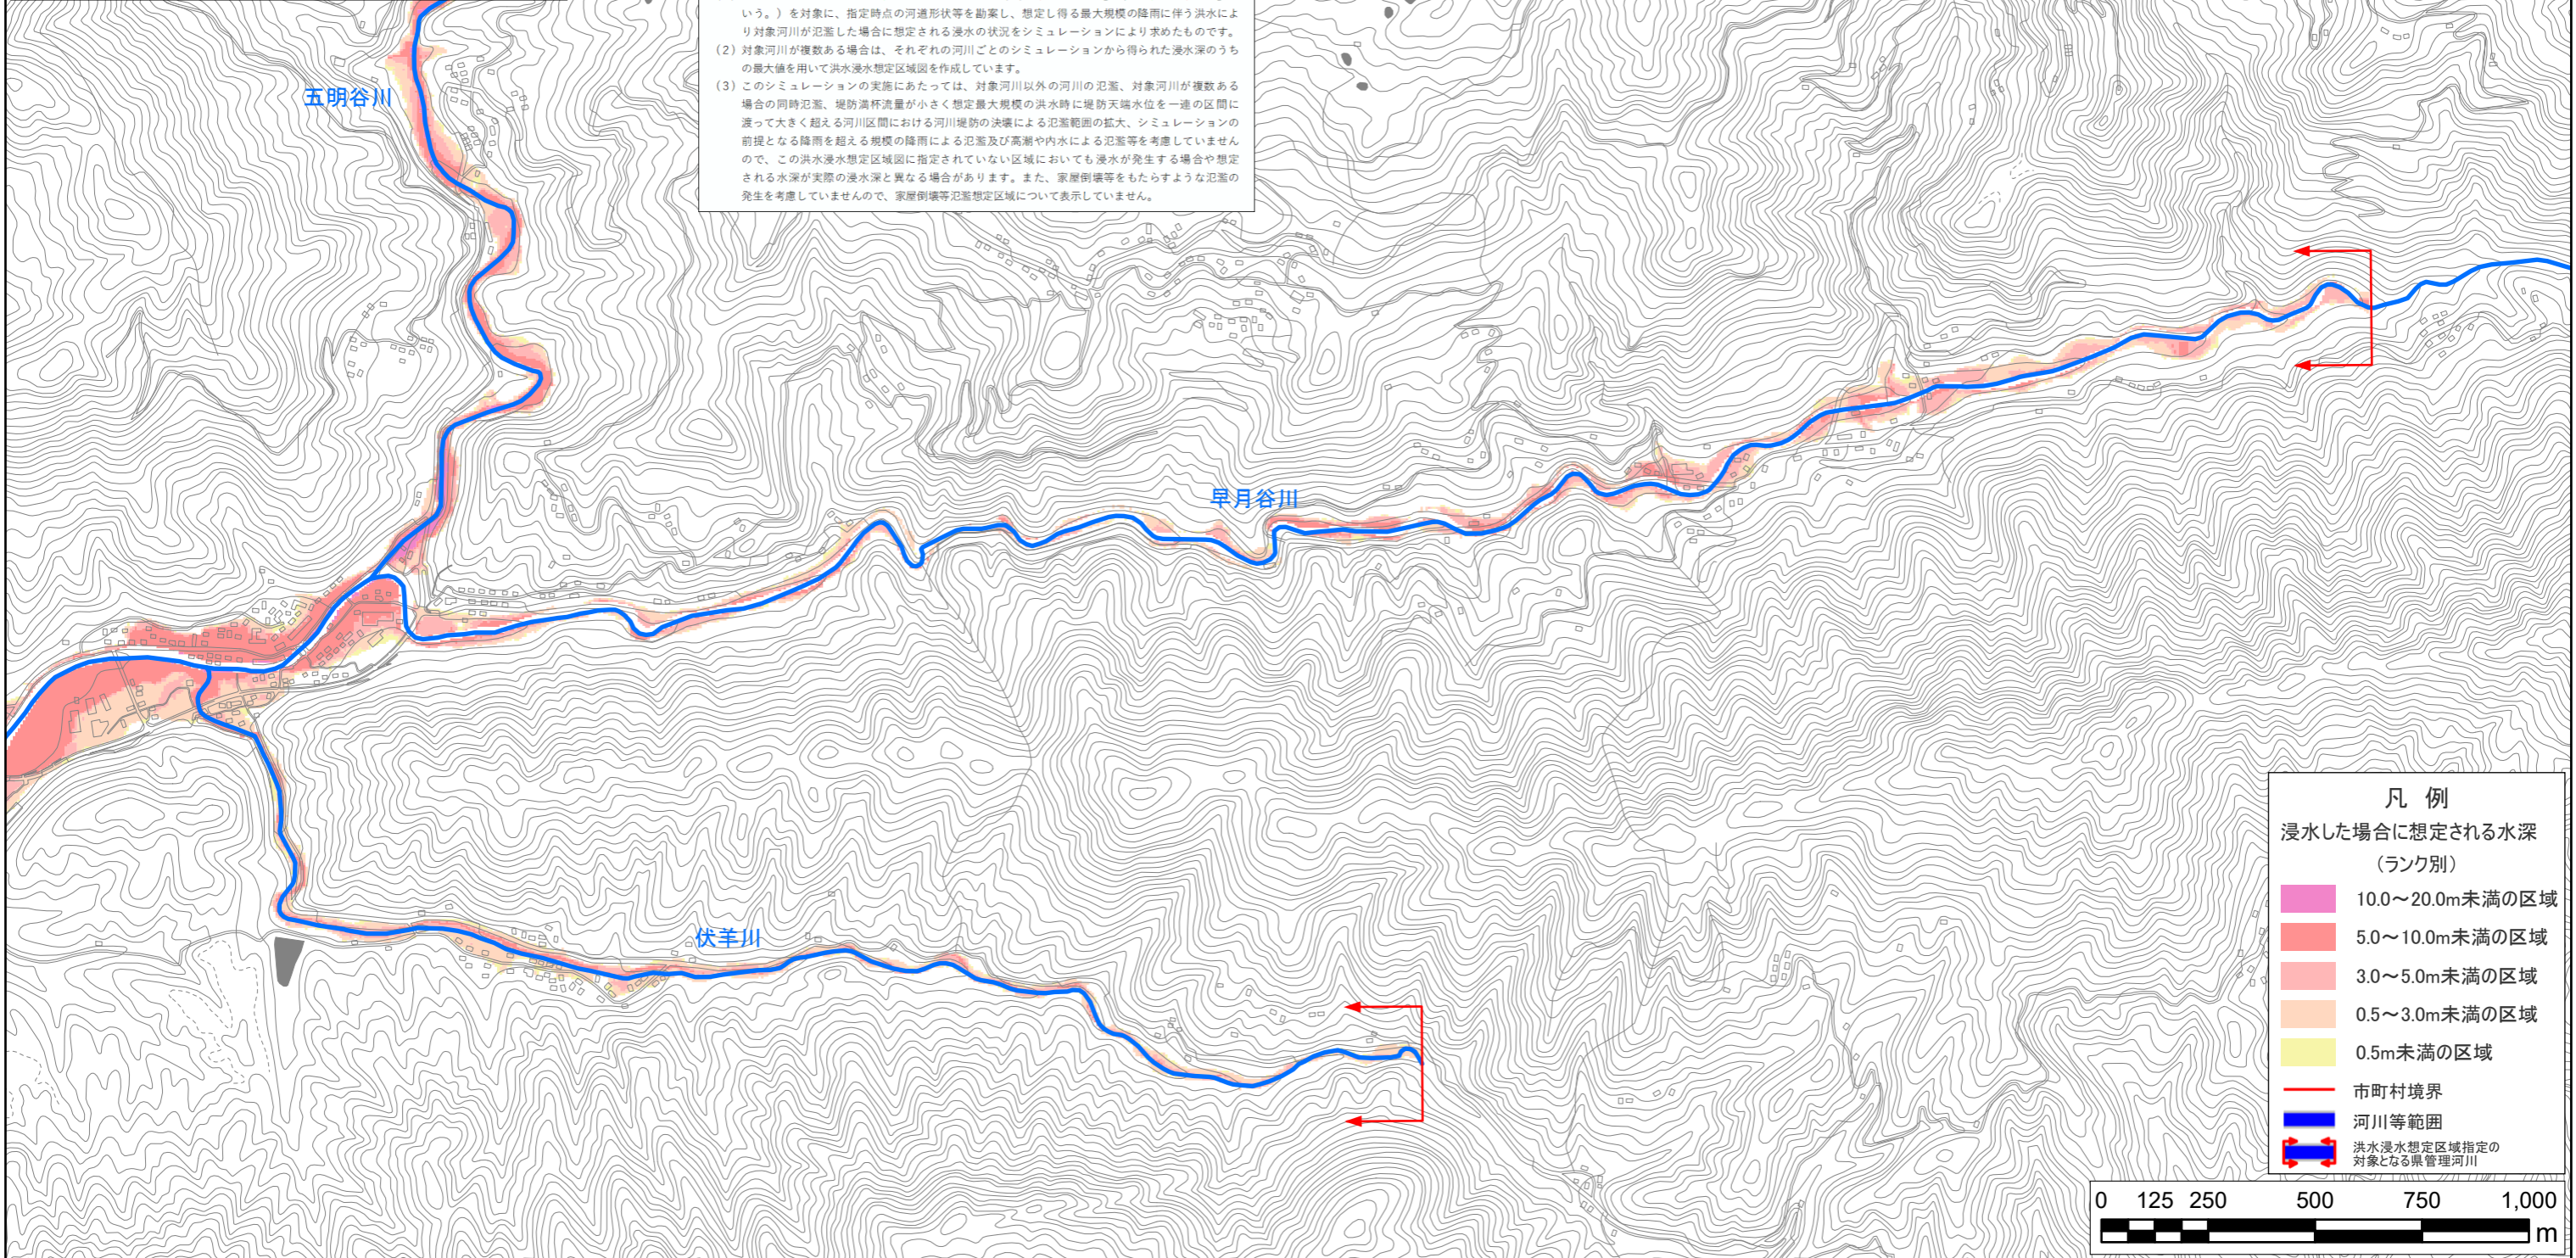 いう。）を対象に、指定時点の河道形状等を勘案し、想定し得る最大規模の降雨に伴う洪水によ
り対象河川が氾濫した場合に想定される浸水の状況をシミュレーションにより求めたものです。
（2）対象河川が複数ある場合は、それぞれの河川ごとのシミュレーションから得られた浸水深のうち
の最大値を用いて洪水浸水想定区域図を作成しています。
（3）このシミュレーションの実施にあたっては、対象河川以外の河川の氾濫、対象河川が複数ある
場合の同時氾濫、堤防満杯流量が小さく想定最大規模の洪水時に堤防天端水位を一連の区間に
渡って大きく超える河川区間における河川堤防の決壊による氾濫範囲の拡大、シミュレーションの
前提となる降雨を超える規模の降雨による氾濫及び高潮や内水による氾濫等を考慮していません
ので、この洪水浸水想定区域図に指定されていない区域においても浸水が発生する場合や想定
される水深が実際の浸水深と異なる場合があります。また、家屋倒壊等をもたらすような氾濫の
発生を考慮していませんので、家屋倒壊等氾濫想定区域について表示していません。
五明谷川
早月谷川
伏羊川
凡 例
浸水した場合に想定される水深
（ランク別）
10.0～20.0m未満の区域
5.0～10.0m未満の区域
3.0～5.0m未満の区域
0.5～3.0m未満の区域
0.5m未満の区域
市町村境界
河川等範囲
洪水浸水想定区域指定の
対象となる県管理河川
0 125 250 500 750 1,000
m